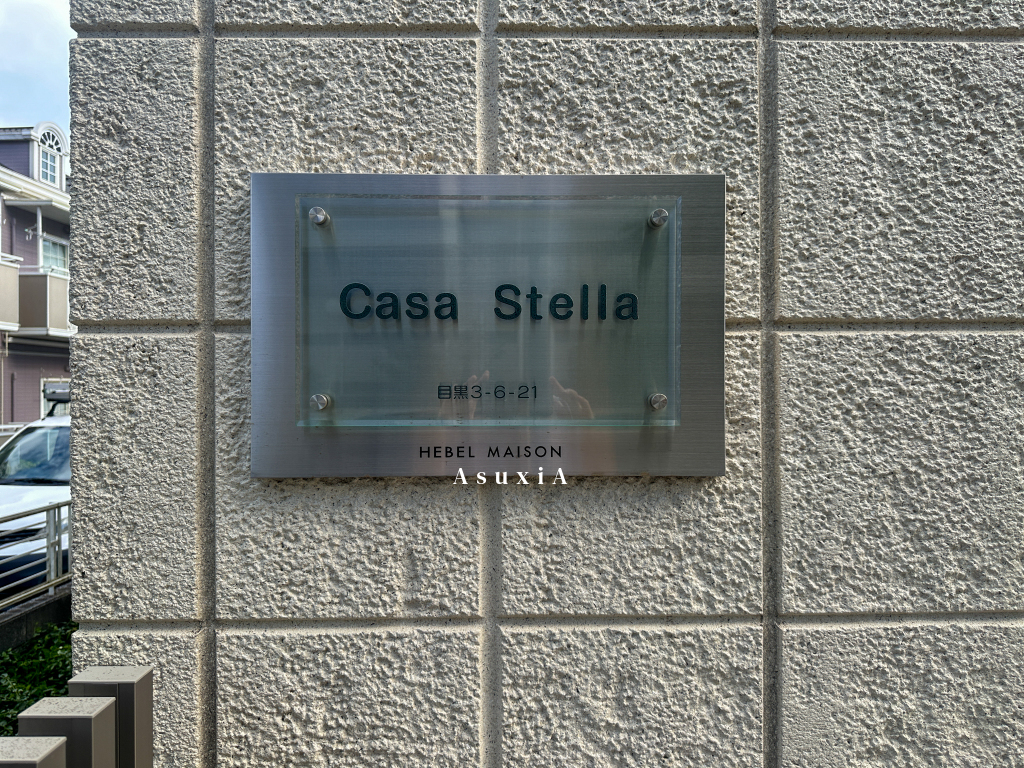 Casa Stella
目黒3-6-21
HEBEL MAISON
AsuxiA